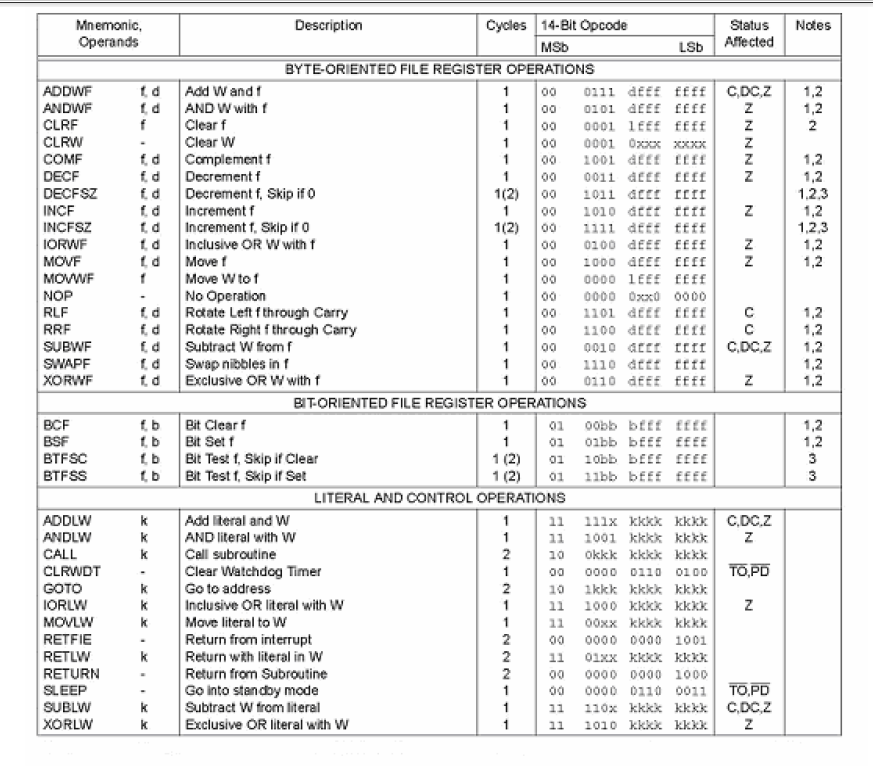 Mnemonic, Operands Description Cycles 14-Bit Opcode MSb LSb Status Affected Notes
BYTE-ORIENTED FILE REGISTER OPERATIONS
ADDWF f, d Add W and f 1 00 0111 dfff ffff C,DC,Z 1,2
ANDWF f, d AND W with f 1 00 0101 dfff ffff Z 1,2
CLRF f Clear f 1 00 0001 lfff ffff Z 2
CLRW - Clear W 1 00 0001 0xxx xxxx Z
COMF f, d Complement f 1 00 1001 dfff ffff Z 1,2
DECF f, d Decrement f 1 00 0011 dfff ffff Z 1,2
DECFSZ f, d Decrement f, Skip if 0 1(2) 00 1011 dfff ffff 1,2,3
INCF f, d Increment f 1 00 1010 dfff ffff Z 1,2
INCFSZ f, d Increment f, Skip if 0 1(2) 00 1111 dfff ffff 1,2,3
IORWF f, d Inclusive OR W with f 1 00 0100 dfff ffff Z 1,2
MOVF f, d Move f 1 00 1000 dfff ffff Z 1,2
MOVWF f Move W to f 1 00 0000 lfff ffff
NOP - No Operation 1 00 0000 0xx0 0000
RLF f, d Rotate Left f through Carry 1 00 1101 dfff ffff C 1,2
RRF f, d Rotate Right f through Carry 1 00 1100 dfff ffff C 1,2
SUBWF f, d Subtract W from f 1 00 0010 dfff ffff C,DC,Z 1,2
SWAPF f, d Swap nibbles in f 1 00 1110 dfff ffff 1,2
XORWF f, d Exclusive OR W with f 1 00 0110 dfff ffff Z 1,2
BIT-ORIENTED FILE REGISTER OPERATIONS
BCF f, b Bit Clear f 1 01 00bb bfff ffff 1,2
BSF f, b Bit Set f 1 01 01bb bfff ffff 1,2
BTFSC f, b Bit Test f, Skip if Clear 1 (2) 01 10bb bfff ffff 3
BTFSS f, b Bit Test f, Skip if Set 1 (2) 01 11bb bfff ffff 3
LITERAL AND CONTROL OPERATIONS
ADDLW k Add literal and W 1 11 111x kkkk kkkk C,DC,Z
ANDLW k AND literal with W 1 11 1001 kkkk kkkk Z
CALL k Call subroutine 2 10 0kkk kkkk kkkk
CLRWDT - Clear Watchdog Timer 1 00 0000 0110 0100 TO,PD
GOTO k Go to address 2 10 1kkk kkkk kkkk
IORLW k Inclusive OR literal with W 1 11 1000 kkkk kkkk Z
MOVLW k Move literal to W 1 11 00xx kkkk kkkk
RETFIE - Return from interrupt 2 00 0000 0000 1001
RETLW k Return with literal in W 2 11 01xx kkkk kkkk
RETURN - Return from Subroutine 2 00 0000 0000 1000
SLEEP - Go into standby mode 1 00 0000 0110 0011 TO,PD
SUBLW k Subtract W from literal 1 11 110x kkkk kkkk C,DC,Z
XORLW k Exclusive OR literal with W 1 11 1010 kkkk kkkk Z